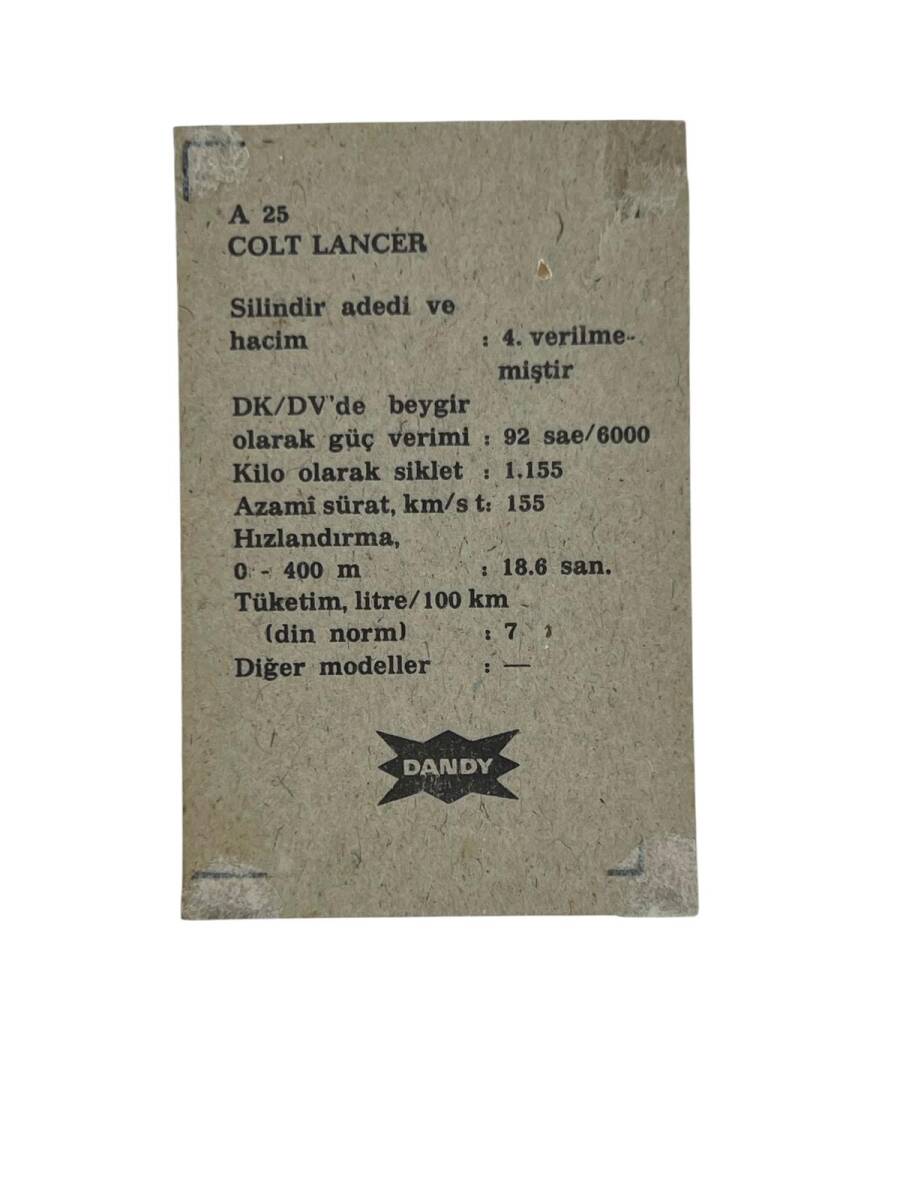 A 25
COLT LANCER
Silindir adedi ve
hacim : 4. verilme-
miştir
DK/DV'de beygir
olarak güç verimi : 92 sae/6000
Kilo olarak siklet : 1.155
Azamî sürat, km/s t: 155
Hızlandırma,
0 - 400 m : 18.6 san.
Tüketim, litre/100 km
(din norm) : 7
Diğer modeller : —
DANDY